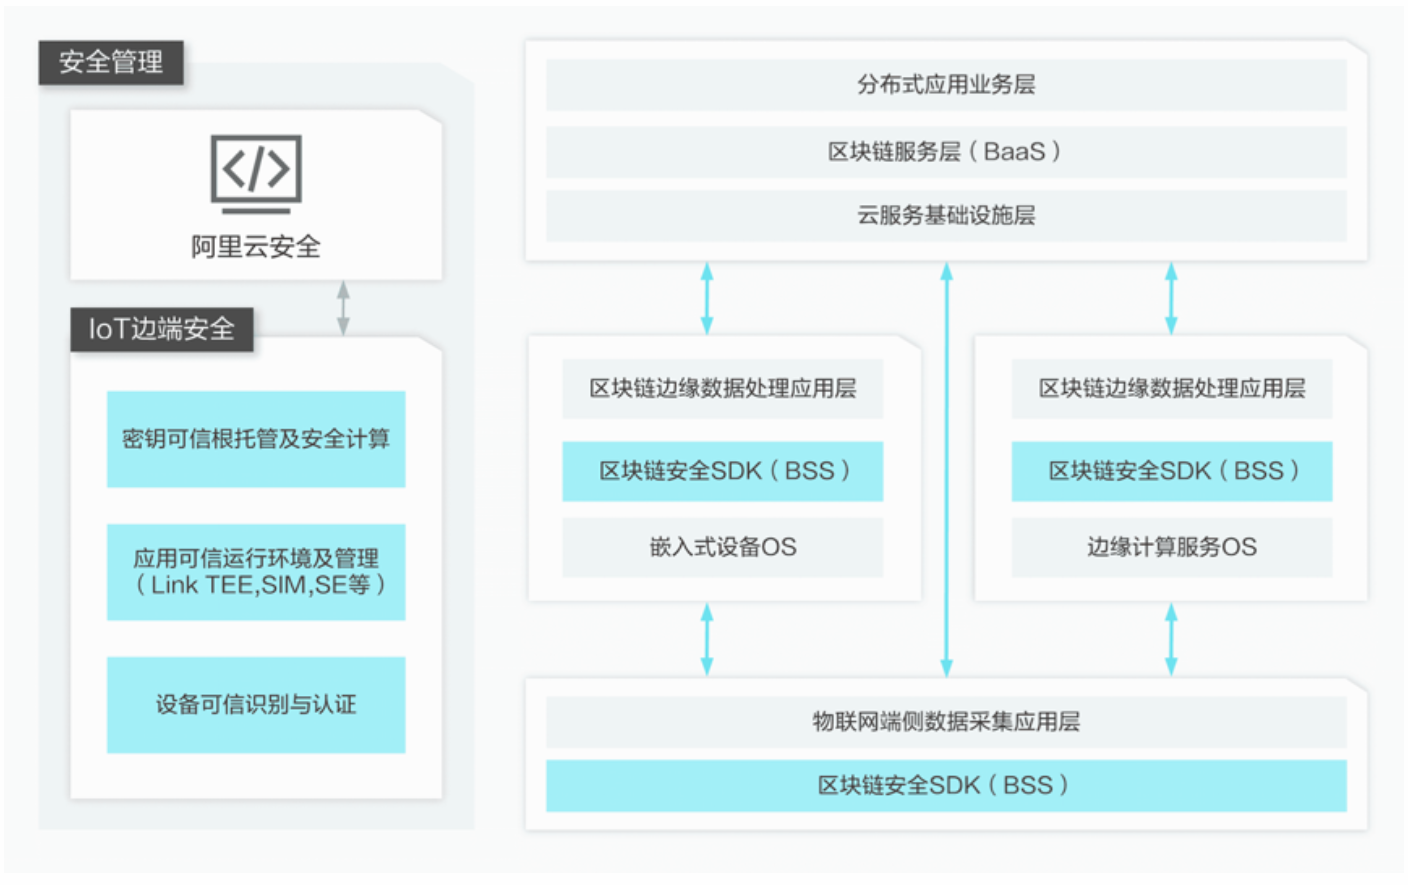 安全管理
阿里云安全
IoT边端安全
密钥可信根托管及安全计算
应用可信运行环境及管理
（Link TEE,SIM,SE等）
设备可信识别与认证
分布式应用业务层
区块链服务层（BaaS）
云服务基础设施层
区块链边缘数据处理应用层
区块链安全SDK（BSS）
嵌入式设备OS
区块链边缘数据处理应用层
区块链安全SDK（BSS）
边缘计算服务OS
物联网端侧数据采集应用层
区块链安全SDK（BSS）